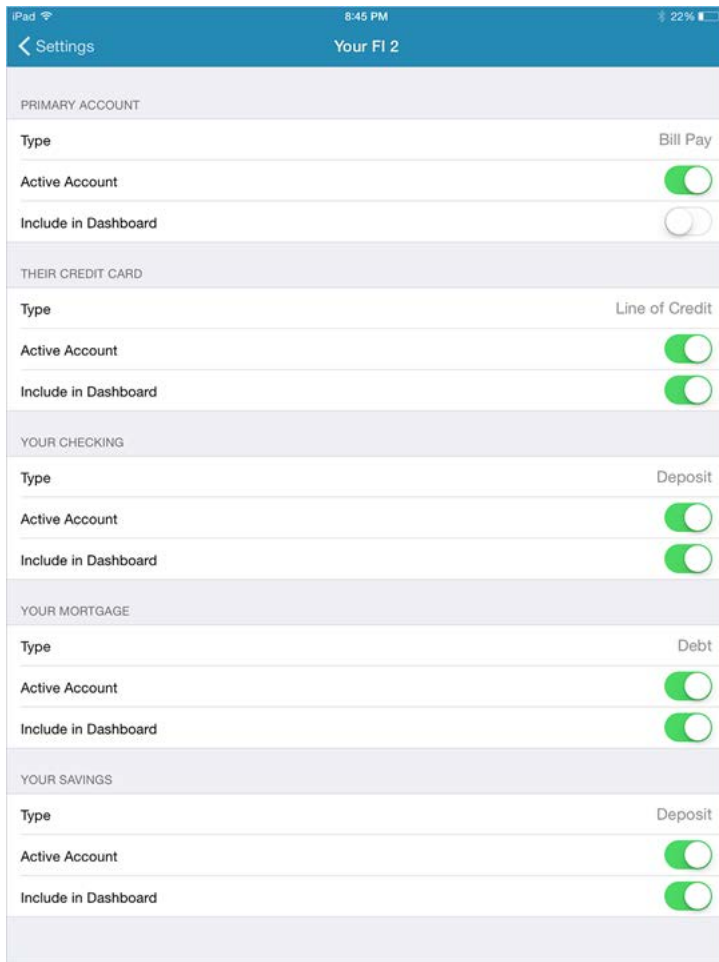 iPad 8:45 PM 22%
Settings Your FI 2
PRIMARY ACCOUNT
Type Bill Pay
Active Account
Include in Dashboard
THEIR CREDIT CARD
Type Line of Credit
Active Account
Include in Dashboard
YOUR CHECKING
Type Deposit
Active Account
Include in Dashboard
YOUR MORTGAGE
Type Debt
Active Account
Include in Dashboard
YOUR SAVINGS
Type Deposit
Active Account
Include in Dashboard